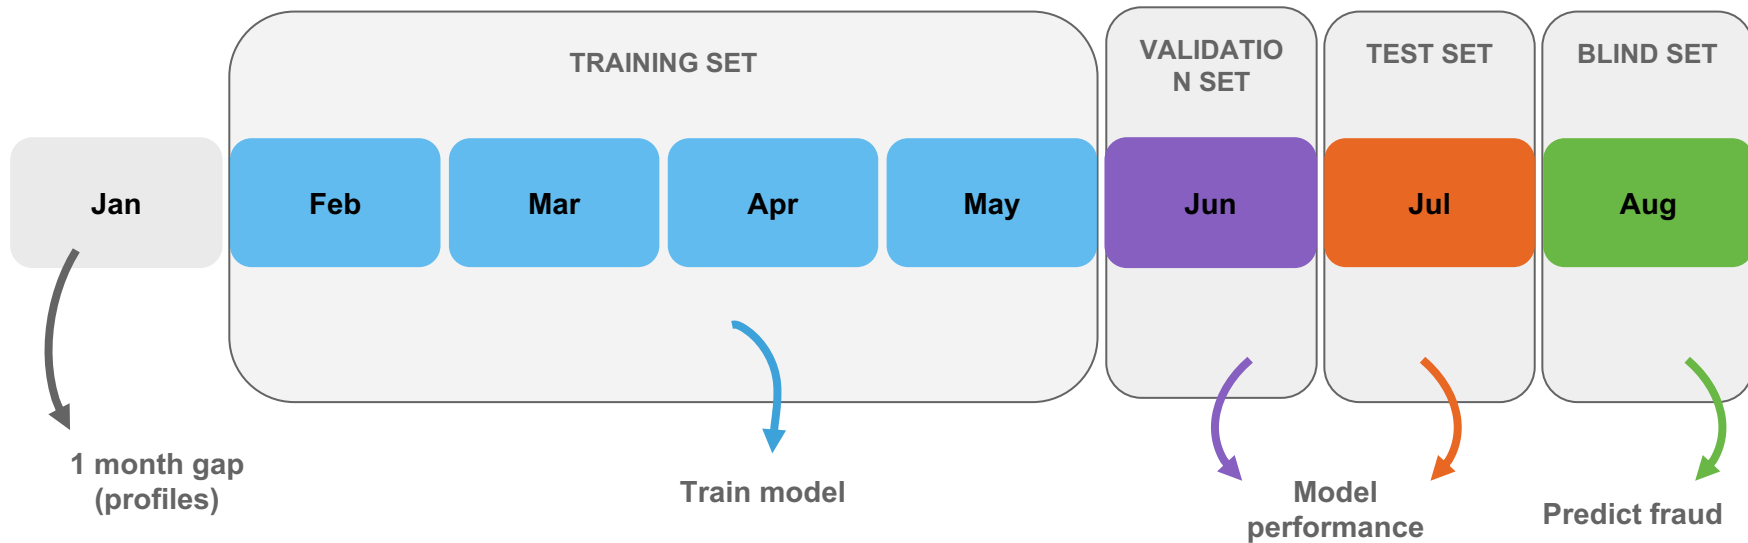 TRAINING SET
VALIDATIO
N SET
TEST SET
BLIND SET
Jan
Feb
Mar
Apr
May
Jun
Jul
Aug
1 month gap
(profiles)
Train model
Model
performance
Predict fraud